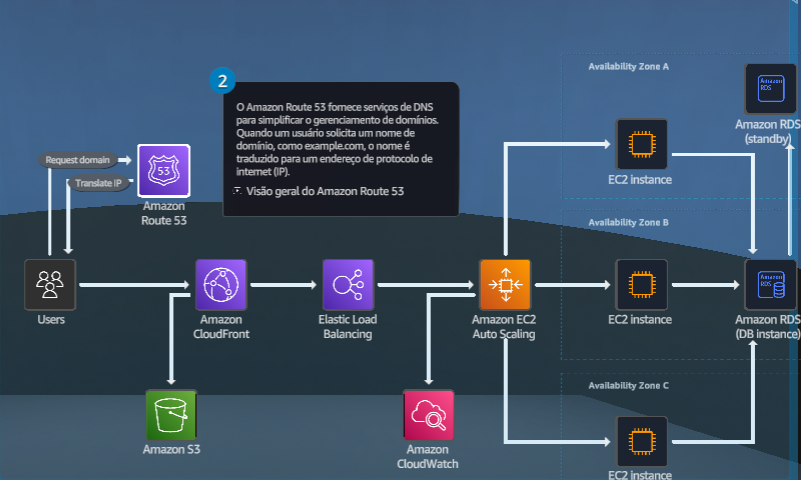 Availability Zone A
2
O Amazon Route 53 fornece serviços de DNS
para simplificar o gerenciamento de domínios.
Quando um usuário solicita um nome de
domínio, como example.com, o nome é
traduzido para um endereço de protocolo de
internet (IP).
Visão geral do Amazon Route 53
Amazon
RDS
Amazon RDS
(standby)
Request domain
Translate IP
53
Amazon
Route 53
EC2 instance
Availability Zone B
Users
Amazon
CloudFront
Elastic Load
Balancing
Amazon EC2
Auto Scaling
EC2 instance
Amazon
RDS
Amazon RDS
(DB instance)
Availability Zone C
Amazon S3
Amazon
CloudWatch
EC2 instance